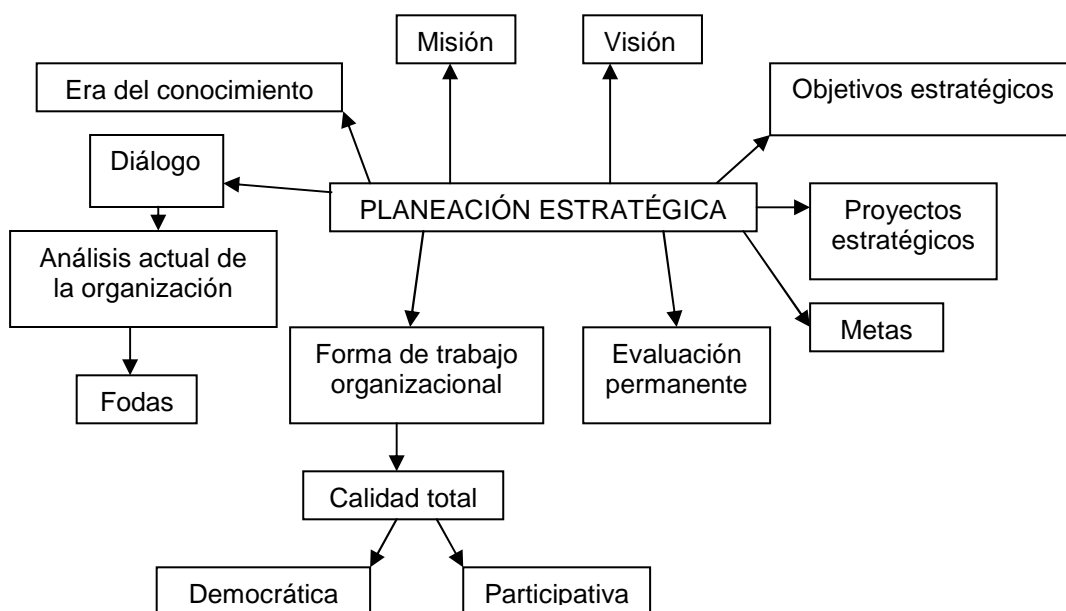 Misión
Visión
Era del conocimiento
Objetivos estratégicos
Diálogo
PLANEACIÓN ESTRATÉGICA
Proyectos
estratégicos
Análisis actual de
la organización
Metas
Forma de trabajo
organizacional
Evaluación
permanente
Fodas
Calidad total
Democrática
Participativa